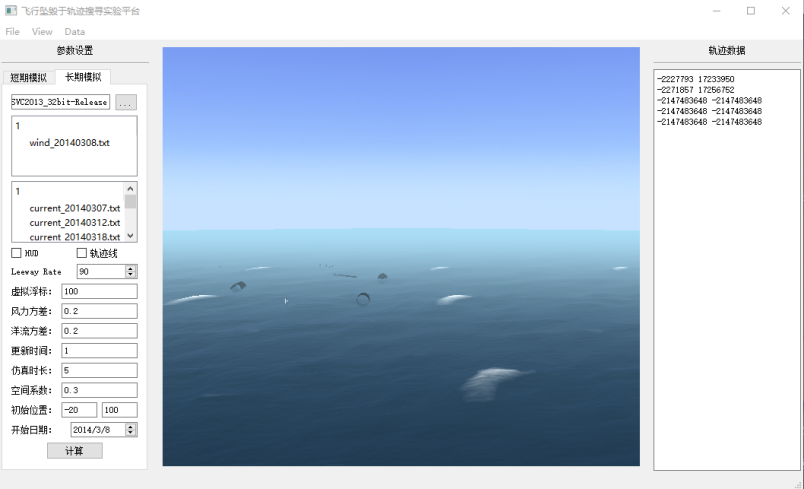 飞行坠毁于轨迹搜寻实验平台
File View Data
参数设置
短期模拟 长期模拟
SVC2013_32bit-Release ...
1
wind_20140308.txt
1
current_20140307.txt
current_20140312.txt
current_20140318.txt
HUD 轨迹线
Leeway Rate 90
虚拟浮标: 100
风力方差: 0.2
洋流方差: 0.2
更新时间: 1
仿真时长: 5
空间系数: 0.3
初始位置: -20 100
开始日期: 2014/3/8
计算
轨迹数据
-2227793 17233950
-2271857 17256752
-2147483648 -2147483648
-2147483648 -2147483648
-2147483648 -2147483648